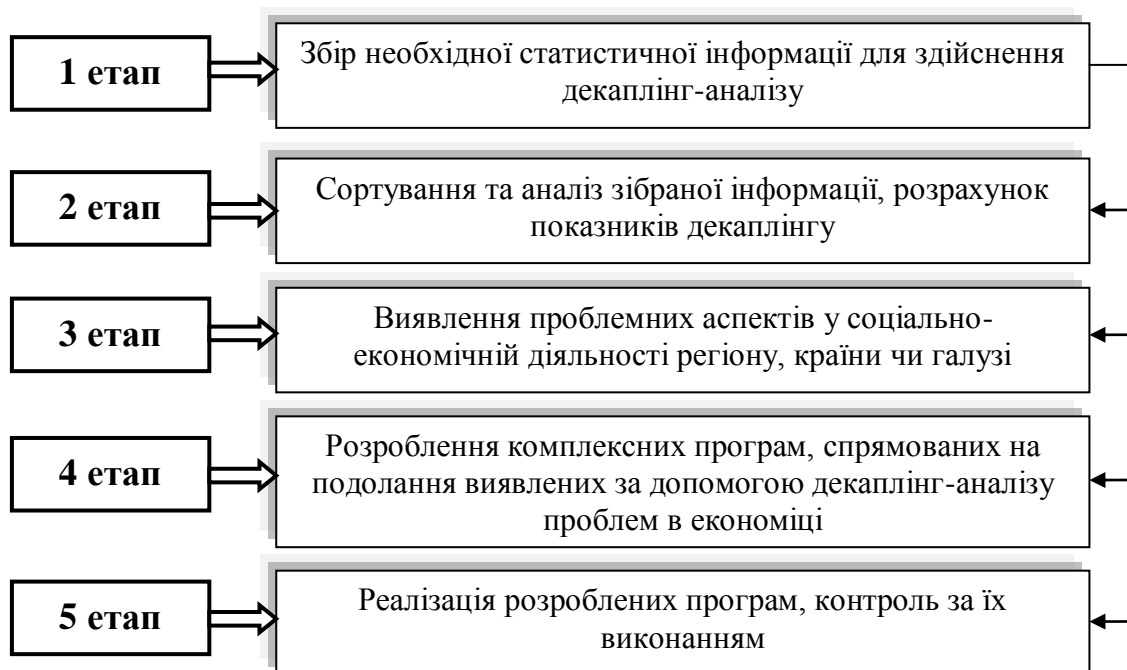 1 етап
Збір необхідної статистичної інформації для здійснення
декаплінг-аналізу
2 етап
Сортування та аналіз зібраної інформації, розрахунок
показників декаплінгу
3 етап
Виявлення проблемних аспектів у соціально-
економічній діяльності регіону, країни чи галузі
4 етап
Розроблення комплексних програм, спрямованих на
подолання виявлених за допомогою декаплінг-аналізу
проблем в економіці
5 етап
Реалізація розроблених програм, контроль за їх
виконанням